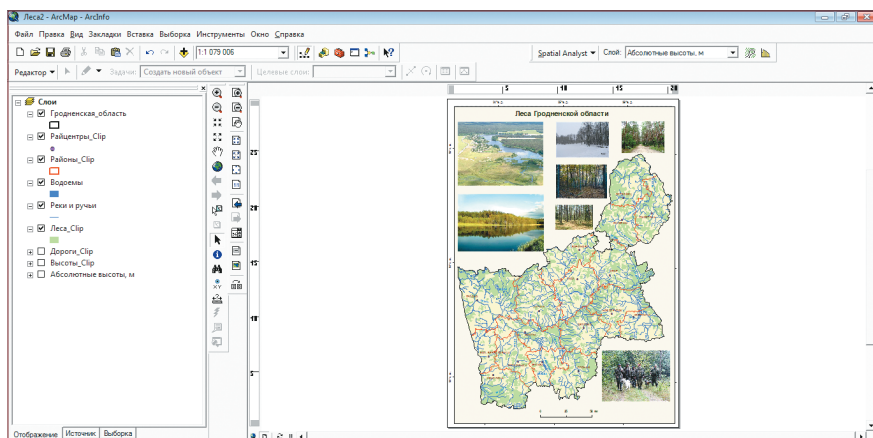 Леса2 - ArcMap - ArcInfo
Файл Правка Вид Закладки Вставка Выборка Инструменты Окно Справка
1:1 079 006
Spatial Analyst Слой: Абсолютные высоты, м
Редактор Задачи: Создать новый объект Целевые слои:
Слои
Гродненская_область
Райцентры_Clip
Районы_Clip
Водоемы
Реки и ручьи
Леса_Clip
Дороги_Clip
Высоты_Clip
Абсолютные высоты, м
Отображение Источник Выборка
5 10 15 20
25
20
15
10
5
Леса Гродненской области